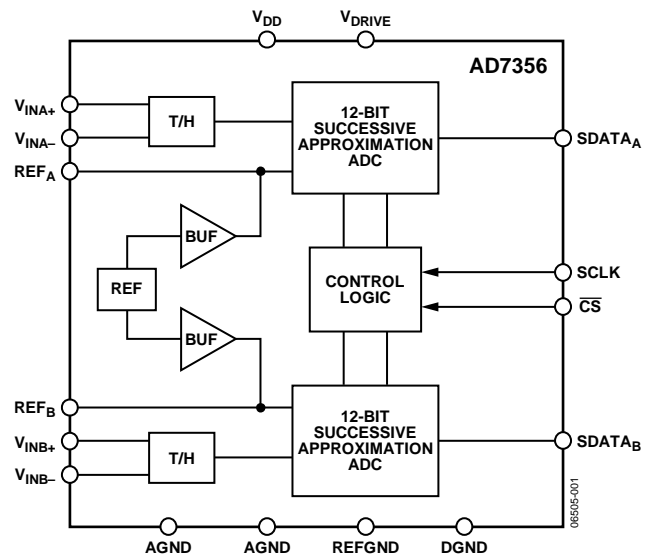 VDD
VDRIVE
AD7356
VINA+
VINA–
REFA
T/H
12-BIT
SUCCESSIVE
APPROXIMATION
ADC
SDATAA
BUF
REF
BUF
CONTROL
LOGIC
SCLK
CS
REFB
VINB+
VINB–
T/H
12-BIT
SUCCESSIVE
APPROXIMATION
ADC
SDATAB
06505-001
AGND
AGND
REFGND
DGND